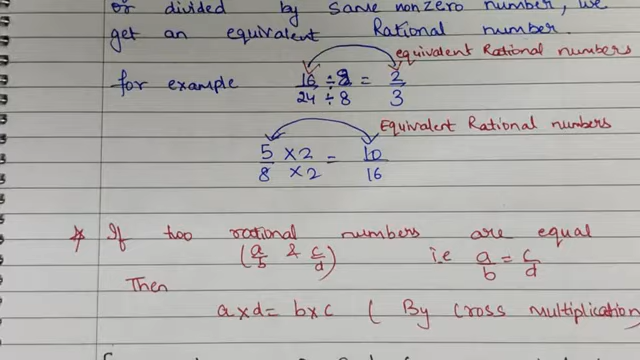 or divided by same nonzero number, we
get an equivalent Rational number.
equivalent Rational numbers
for example 16 ÷ 8 = 2
24 ÷ 8 3
Equivalent Rational numbers
5 × 2 = 10
8 × 2 16
* If two rational numbers are equal
(a/b & c/d) i.e a/b = c/d
Then
a×d = b×c ( By cross multiplication